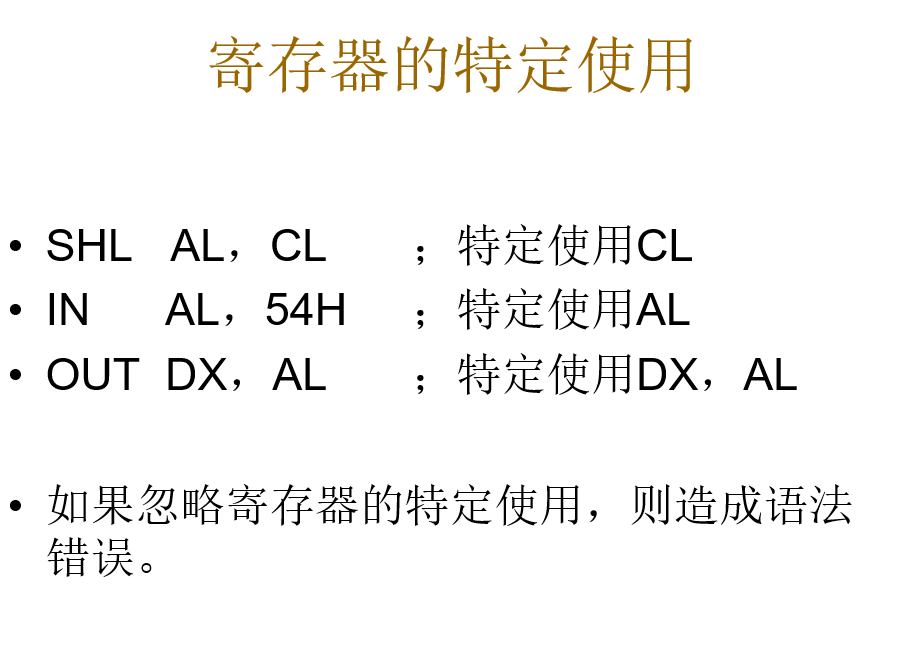 寄存器的特定使用
• SHL AL，CL ；特定使用CL
• IN AL，54H ；特定使用AL
• OUT DX，AL ；特定使用DX，AL
• 如果忽略寄存器的特定使用，则造成语法
错误。